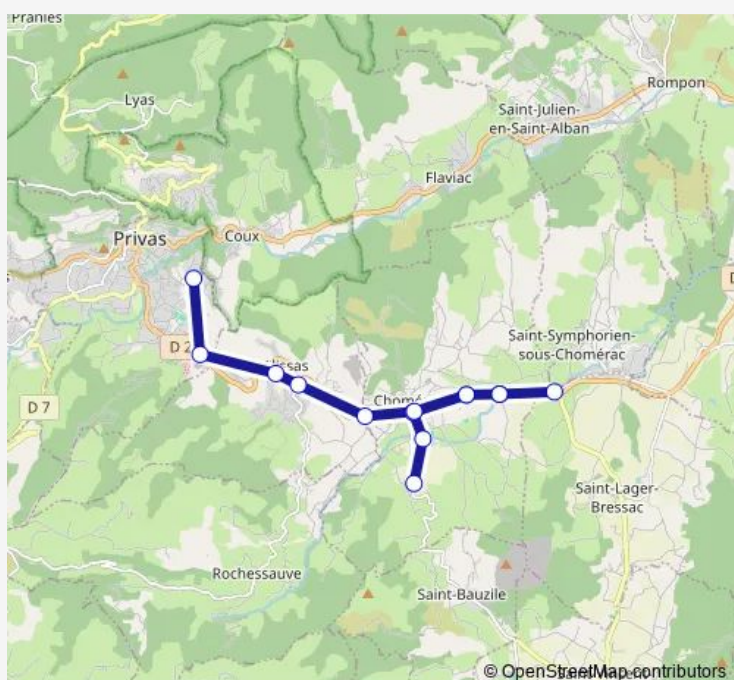 Pranles
Lyas
Rompon
Saint-Julien-
en-Saint-Alban
Flaviac
Privas
Coux
Saint-Symphorien-
sous-Chomérac
D 2
D 7
Saint-Lager-
Bressac
Rochessauve
Saint-Bauzile
© OpenStreetMap contributors